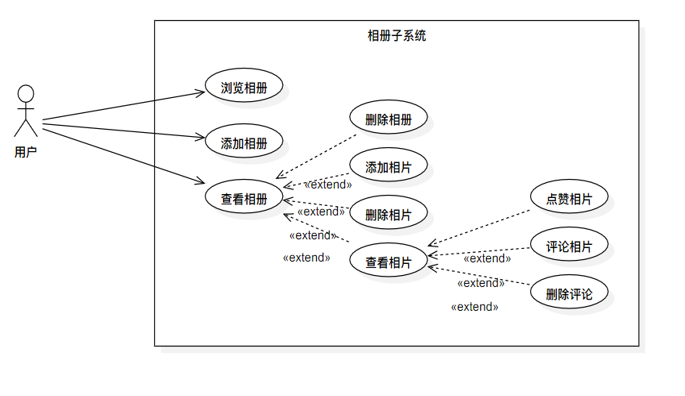 相册子系统
浏览相册
用户
添加相册
查看相册
删除相册
添加相片
«extend»
删除相片
«extend»
«extend»
查看相片
«extend»
点赞相片
评论相片
«extend»
删除评论
«extend»
«extend»